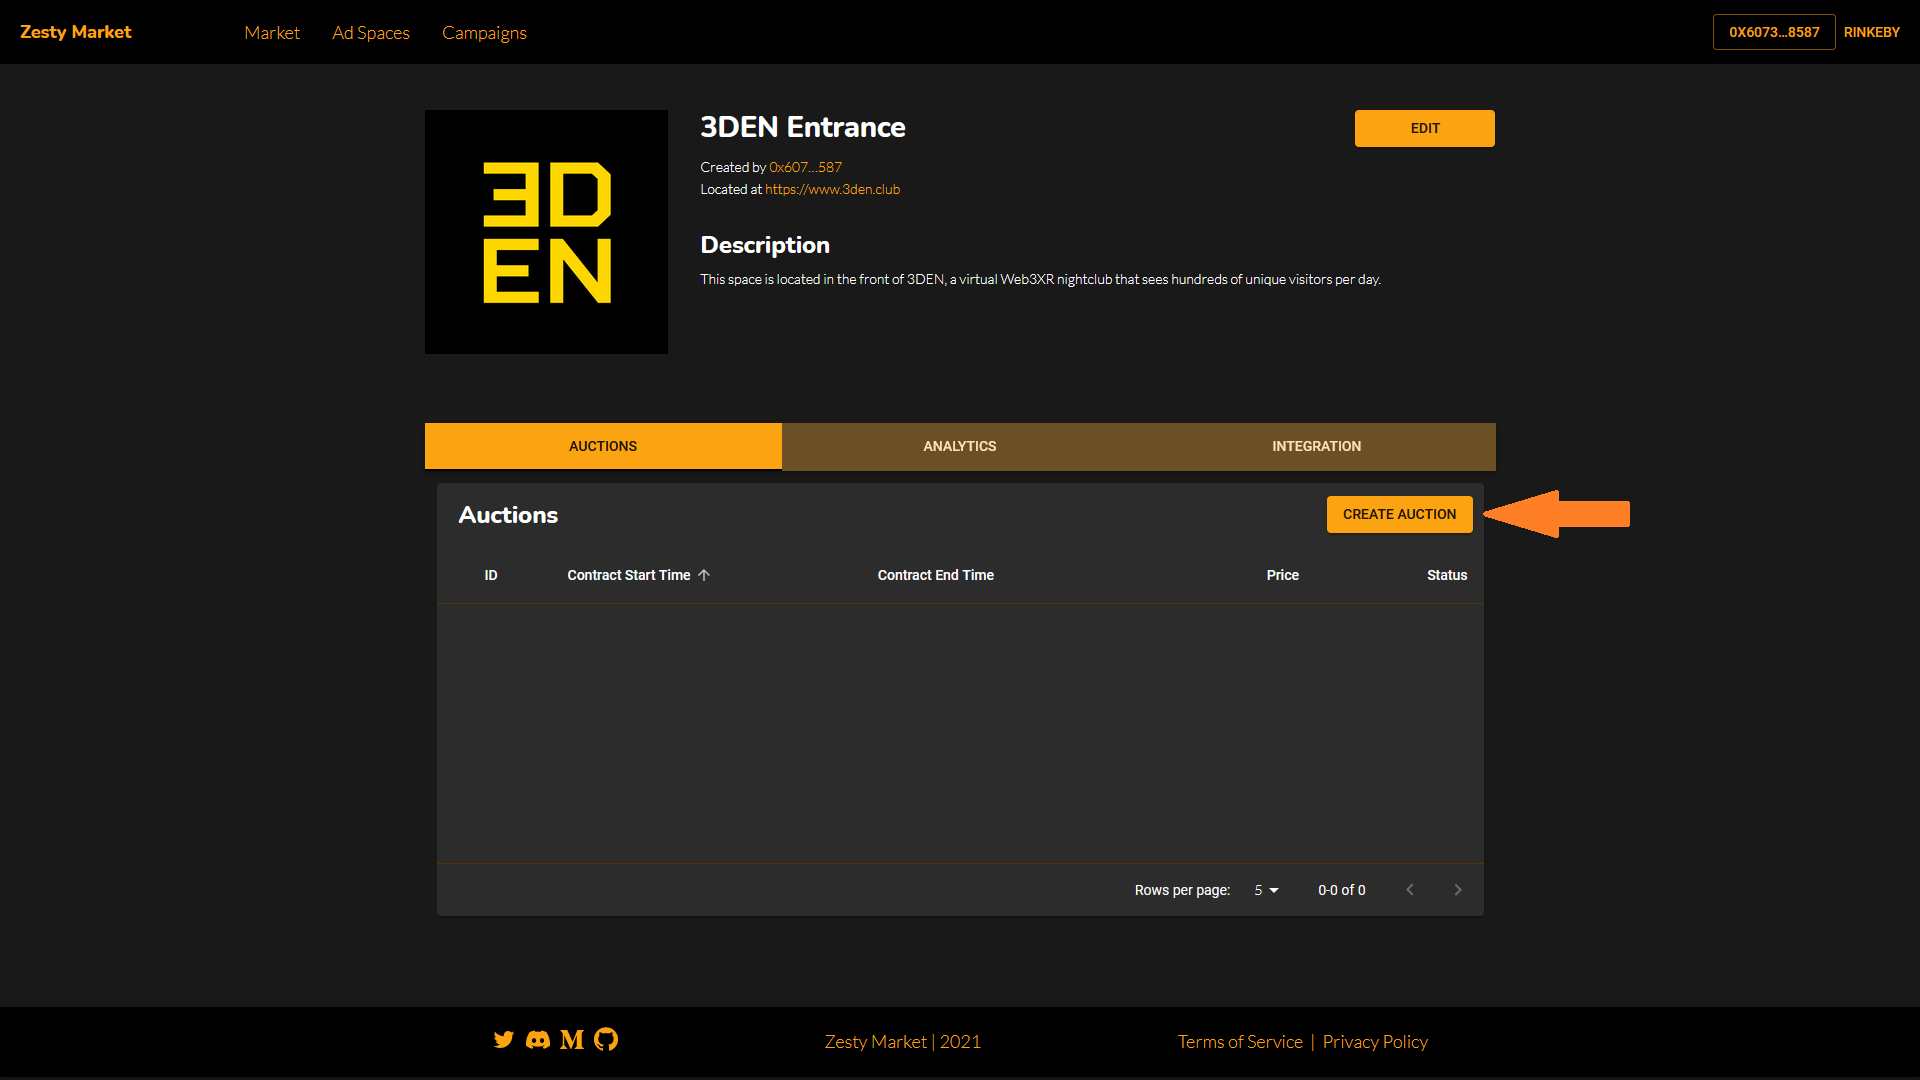 Zesty Market
Market
Ad Spaces
Campaigns
0X6073...8587
RINKEBY
3D
EN
3DEN Entrance
EDIT
Created by 0x607...587
Located at https://www.3den.club
Description
This space is located in the front of 3DEN, a virtual Web3XR nightclub that sees hundreds of unique visitors per day.
AUCTIONS
ANALYTICS
INTEGRATION
Auctions
CREATE AUCTION
ID
Contract Start Time
Contract End Time
Price
Status
Rows per page:
5
0-0 of 0
Zesty Market | 2021
Terms of Service | Privacy Policy